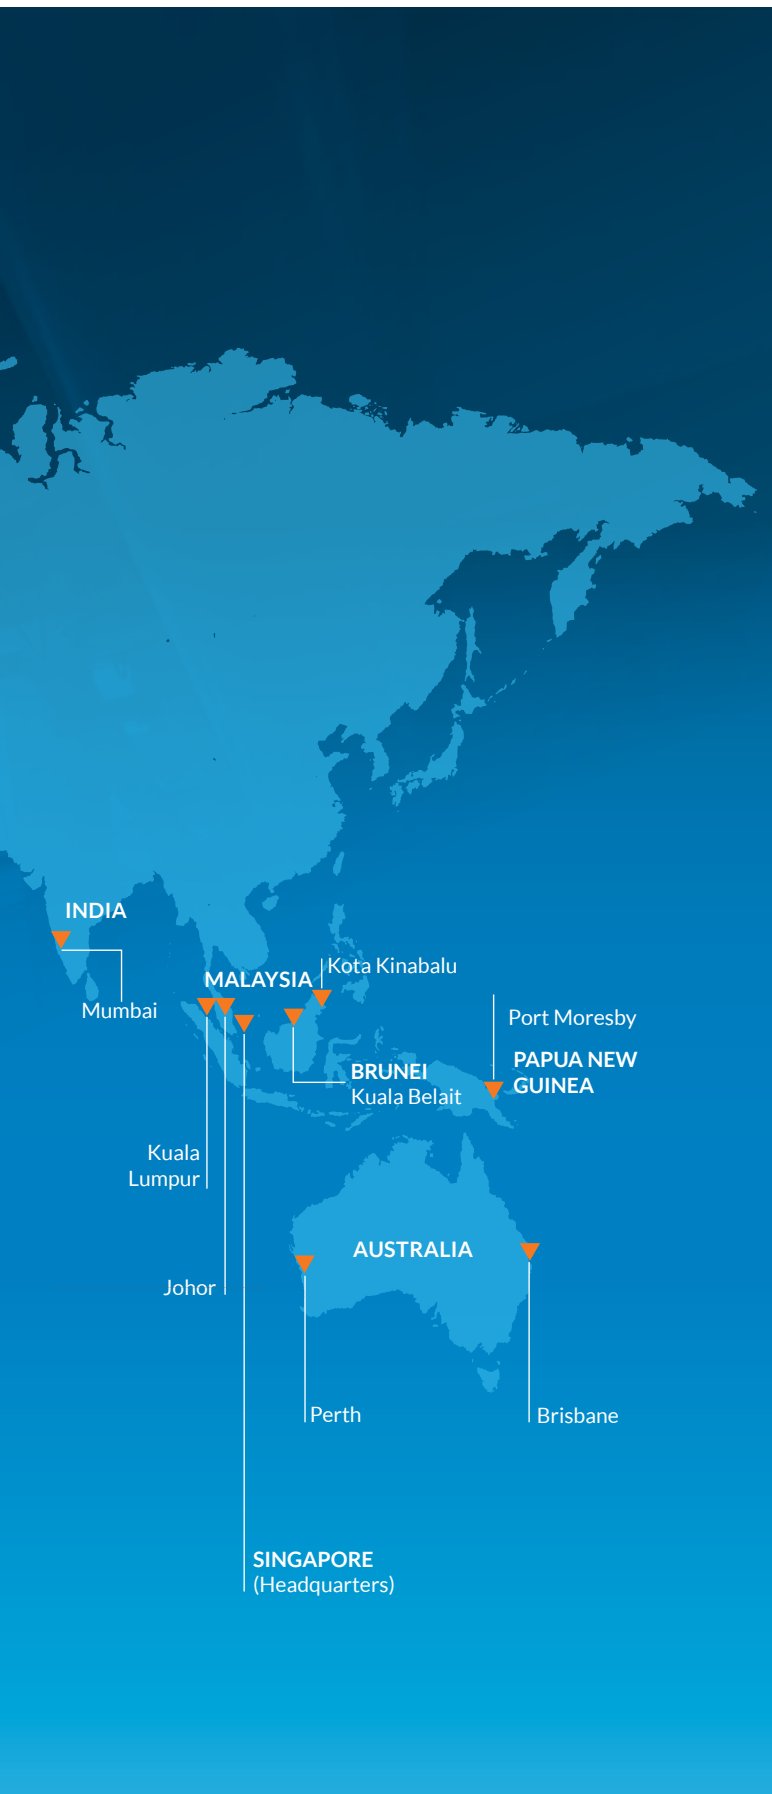 INDIA
Mumbai
MALAYSIA
Kota Kinabalu
Port Moresby
PAPUA NEW
GUINEA
BRUNEI
Kuala Belait
Kuala
Lumpur
Johor
AUSTRALIA
Perth
Brisbane
SINGAPORE
(Headquarters)